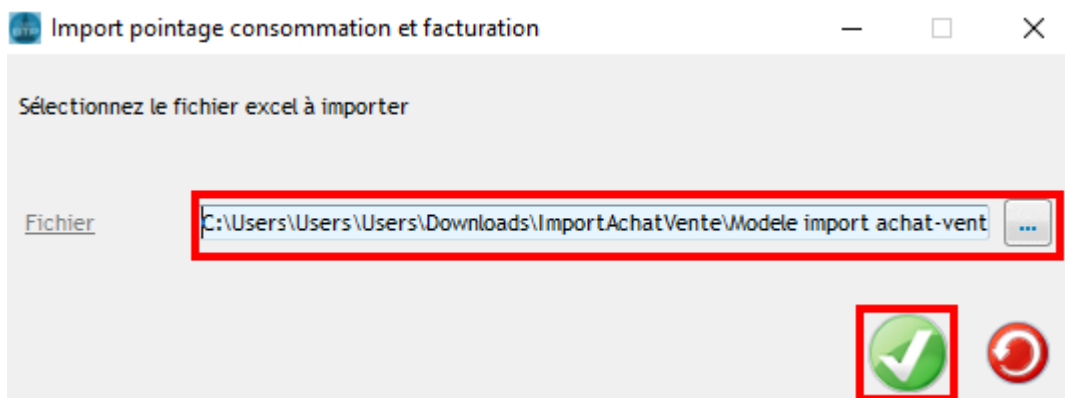 Import pointage consommation et facturation
Sélectionnez le fichier excel à importer
Fichier
C:\Users\Users\Users\Downloads\ImportAchatVente\Modele import achat-vent
...